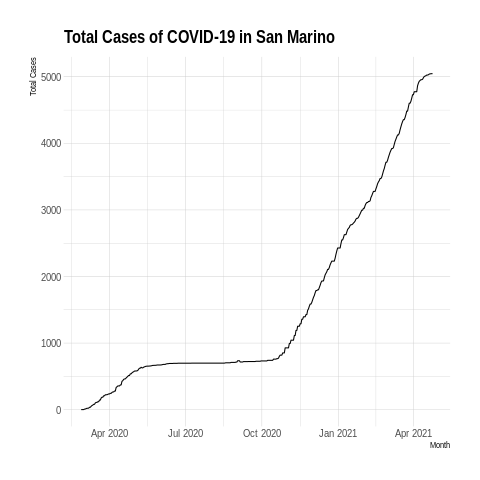 Total Cases of COVID-19 in San Marino
Total Cases
5000
4000
3000
2000
1000
0
Apr 2020 Jul 2020 Oct 2020 Jan 2021 Apr 2021
Month